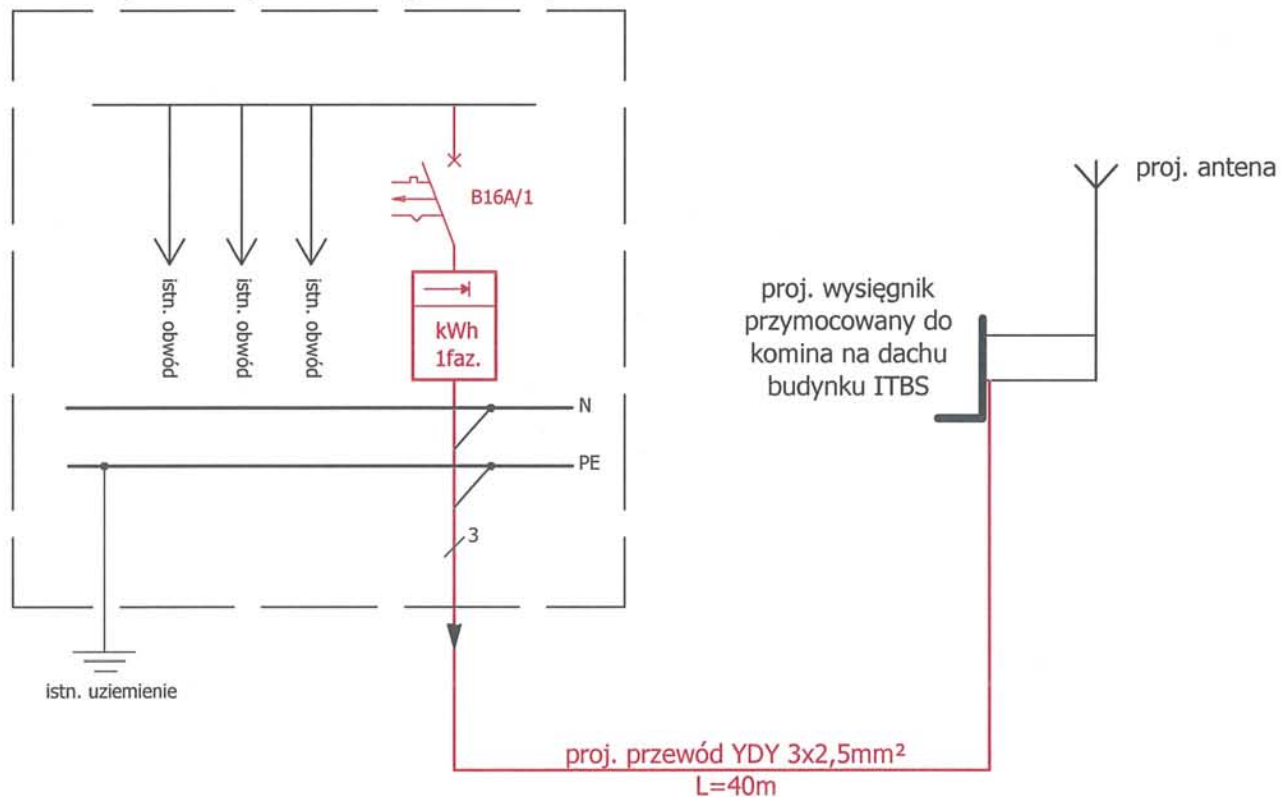 B16A/1
istn. obwód
istn. obwód
istn. obwód
kWh
1faz.
N
PE
3
istn. uziemienie
proj. antena
proj. wysięgnik
przymocowany do
komina na dachu
budynku ITBS
proj. przewód YDY 3x2,5mm²
L=40m